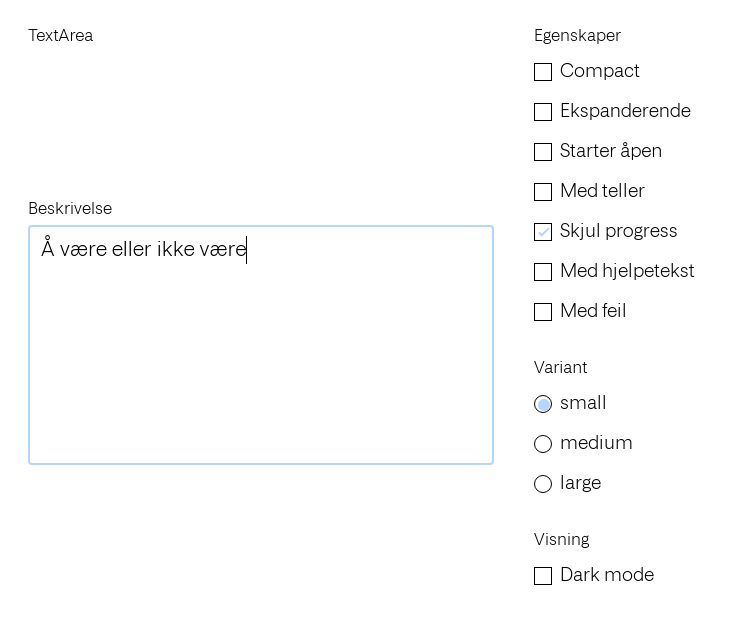 TextArea
Beskrivelse
Å være eller ikke være
Egenskaper
Compact
Ekspanderende
Starter åpen
Med teller
Skjul progress
Med hjelpetekst
Med feil
Variant
small
medium
large
Visning
Dark mode